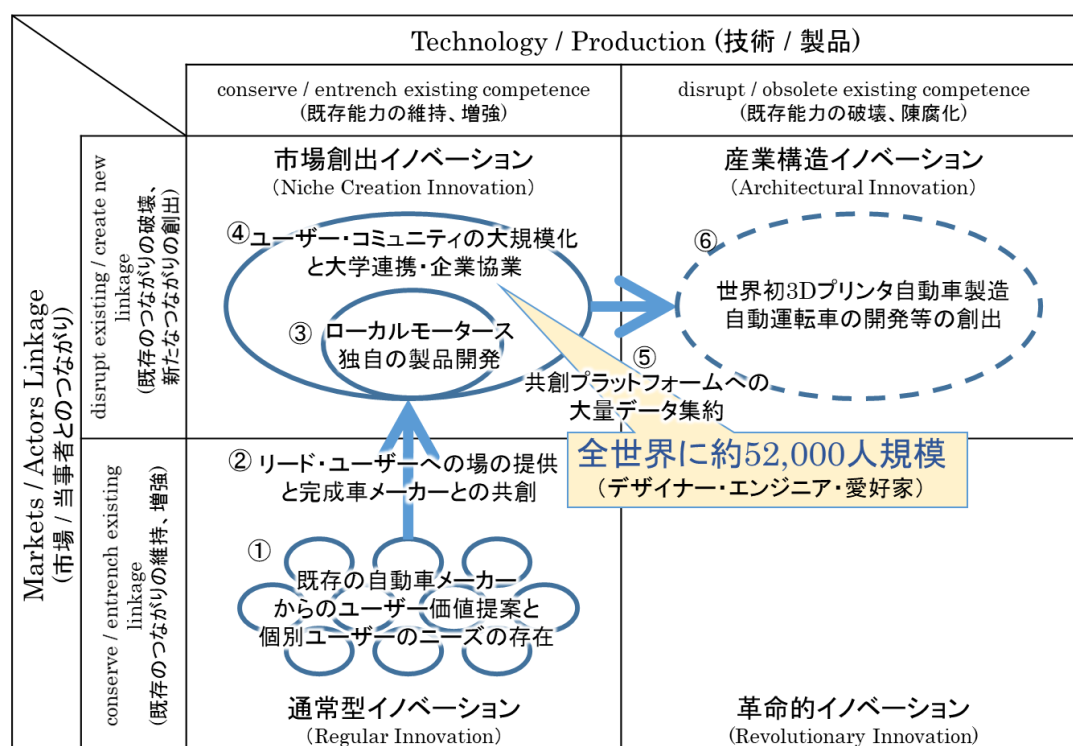 Technology / Production (技術 / 製品)
conserve / entrench existing competence
(既存能力の維持、増強)
disrupt / obsolete existing competence
(既存能力の破壊、陳腐化)
Markets / Actors Linkage
(市場 / 当事者とのつながり)
disrupt existing / create new
linkage
(既存のつながりの破壊、
新たなつながりの創出)
市場創出イノベーション
(Niche Creation Innovation)
④ユーザー・コミュニティの大規模化
と大学連携・企業協業
③ ローカルモータース
独自の製品開発
産業構造イノベーション
(Architectural Innovation)
⑥
世界初3Dプリンタ自動車製造
自動運転車の開発等の創出
⑤
共創プラットフォームへの
大量データ集約
全世界に約52,000人規模
(デザイナー・エンジニア・愛好家)
conserve / entrench existing
linkage
(既存のつながりの維持、増強)
② リード・ユーザーへの場の提供
と完成車メーカーとの共創
①
既存の自動車メーカー
からのユーザー価値提案と
個別ユーザーのニーズの存在
通常型イノベーション
(Regular Innovation)
革命的イノベーション
(Revolutionary Innovation)